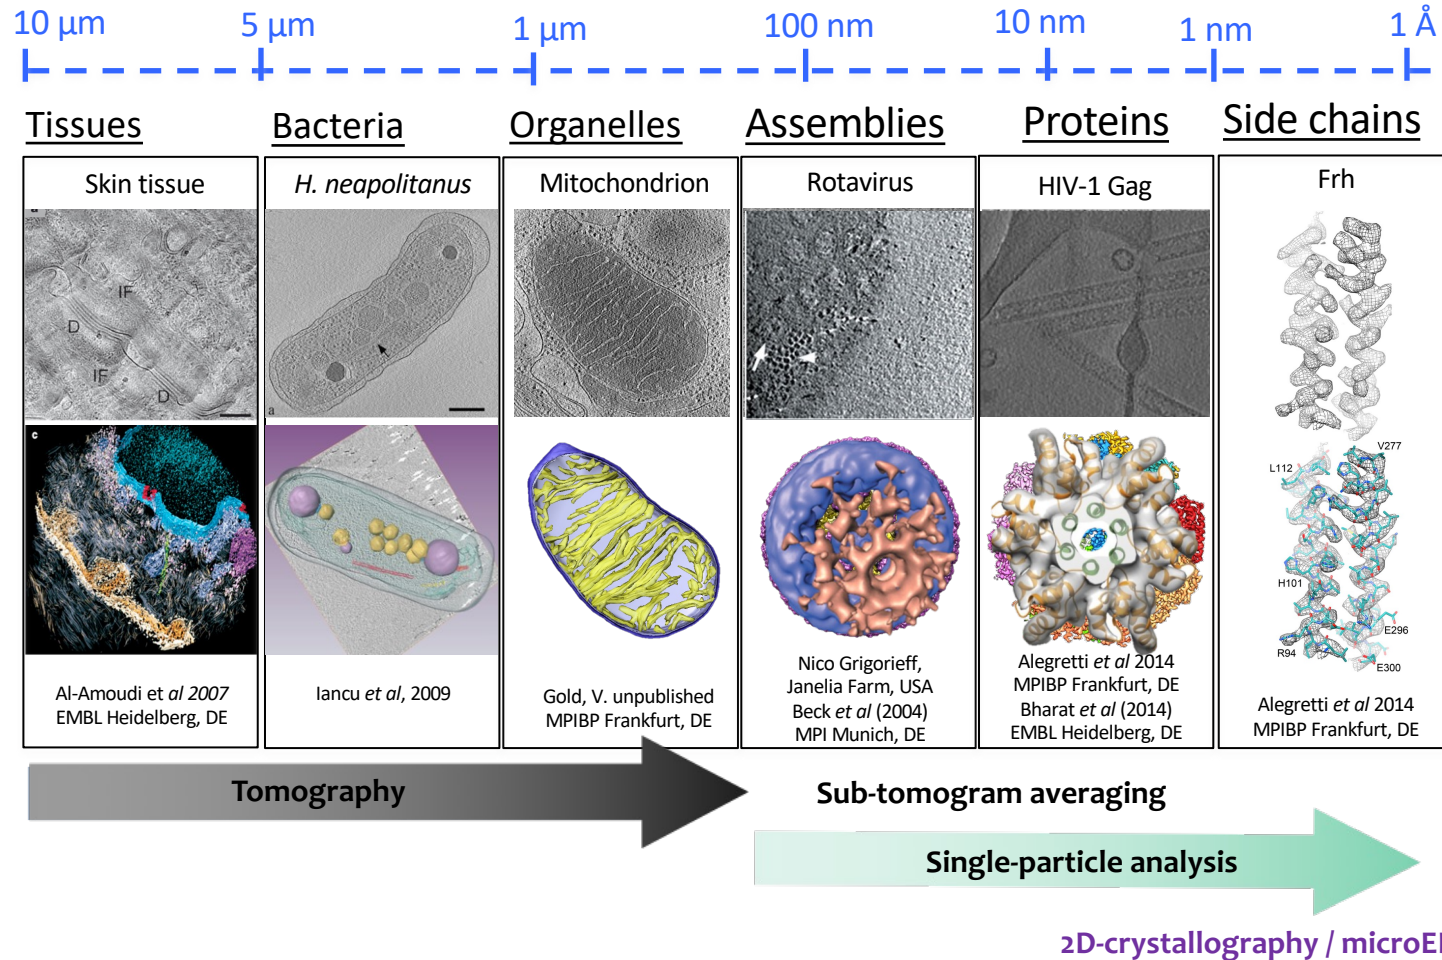 10 µm 5 µm 1 µm 100 nm 10 nm 1 nm 1 Å
Tissues Bacteria Organelles Assemblies Proteins Side chains
Skin tissue
a
IF
D
IF
D
c
Al-Amoudi et al 2007
EMBL Heidelberg, DE
H. neapolitanus
a
Iancu et al, 2009
Mitochondrion
Gold, V. unpublished
MPIBP Frankfurt, DE
Rotavirus
Nico Grigorieff,
Janelia Farm, USA
Beck et al (2004)
MPI Munich, DE
HIV-1 Gag
Alegretti et al 2014
MPIBP Frankfurt, DE
Bharat et al (2014)
EMBL Heidelberg, DE
Frh
V277
L112
H101
E296
R94
E300
Alegretti et al 2014
MPIBP Frankfurt, DE
Tomography
Sub-tomogram averaging
Single-particle analysis
2D-crystallography / microE